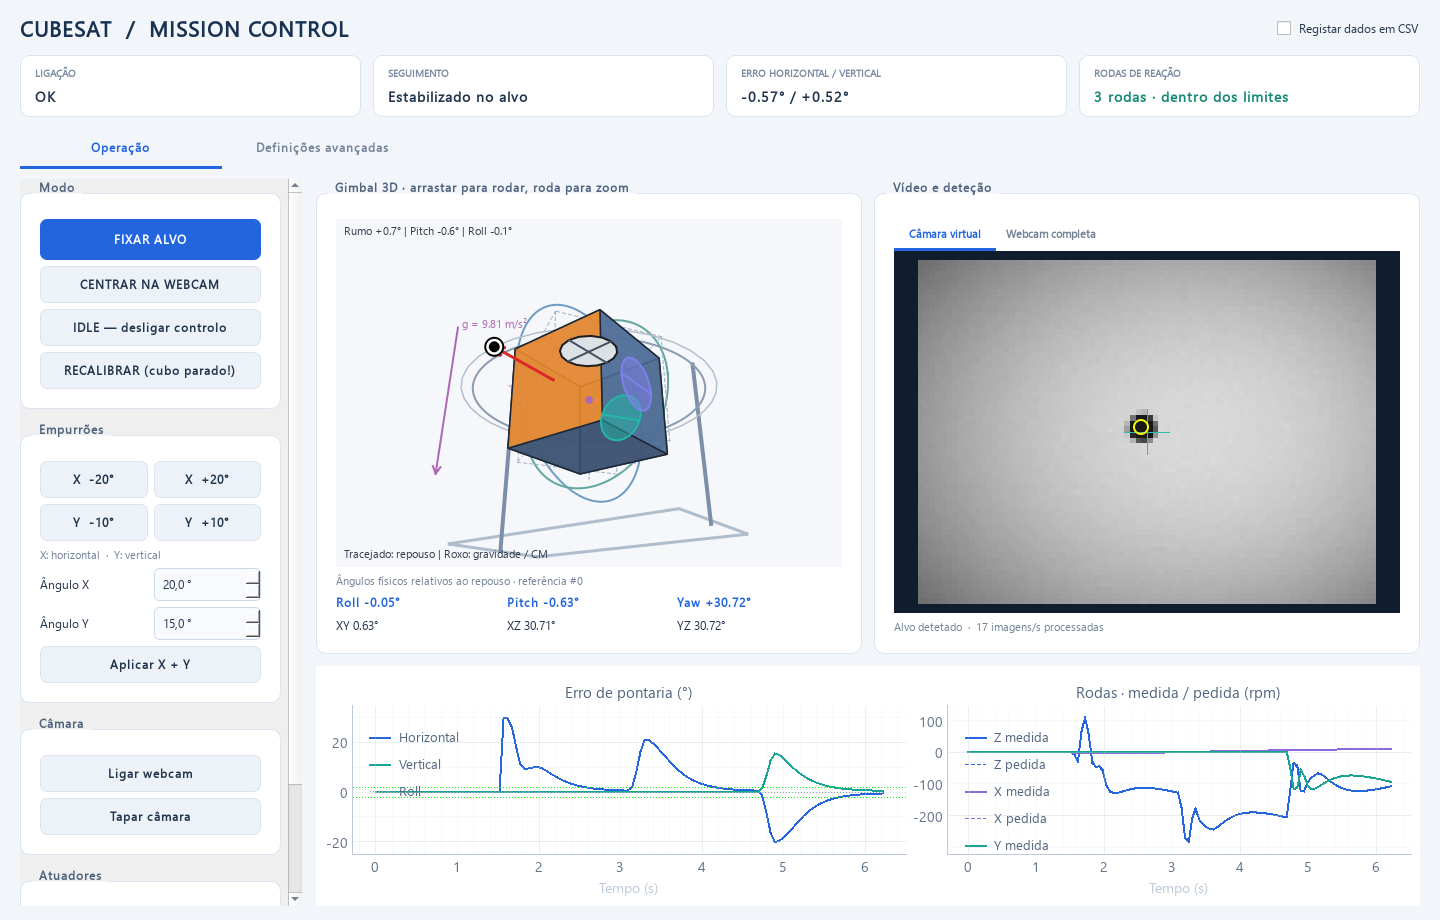 CUBESAT / MISSION CONTROL
Registar dados em CSV
LIGAÇÃO
OK
SEGUIMENTO
Estabilizado no alvo
ERRO HORIZONTAL / VERTICAL
-0.57° / +0.52°
RODAS DE REAÇÃO
3 rodas · dentro dos limites
Operação
Definições avançadas
Modo
FIXAR ALVO
CENTRAR NA WEBCAM
IDLE — desligar controlo
RECALIBRAR (cubo parado!)
Empurrões
X -20°
X +20°
Y -10°
Y +10°
X: horizontal · Y: vertical
Ângulo X
20,0 °
Ângulo Y
15,0 °
Aplicar X + Y
Câmara
Ligar webcam
Tapar câmara
Atuadores
Gimbal 3D · arrastar para rodar, roda para zoom
Rumo +0.7° | Pitch -0.6° | Roll -0.1°
g = 9.81 m/s²
Tracejado: repouso | Roxo: gravidade / CM
Ângulos físicos relativos ao repouso · referência #0
Roll -0.05°
Pitch -0.63°
Yaw +30.72°
XY 0.63°
XZ 30.71°
YZ 30.72°
Vídeo e deteção
Câmara virtual
Webcam completa
Alvo detetado · 17 imagens/s processadas
Erro de pontaria (°)
20
0
-20
Horizontal
Vertical
Roll
0 1 2 3 4 5 6
Tempo (s)
Rodas · medida / pedida (rpm)
100
0
-100
-200
Z medida
Z pedida
X medida
X pedida
Y medida
0 1 2 3 4 5 6
Tempo (s)